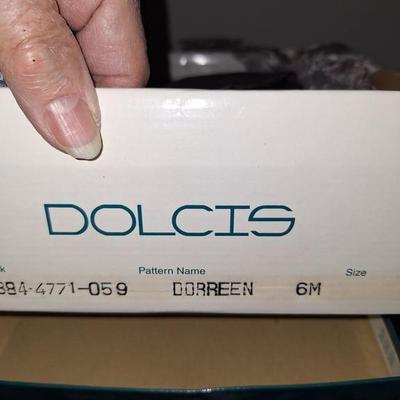 DOLCIS
k Pattern Name Size
884-4771-059 DORREEN 6M